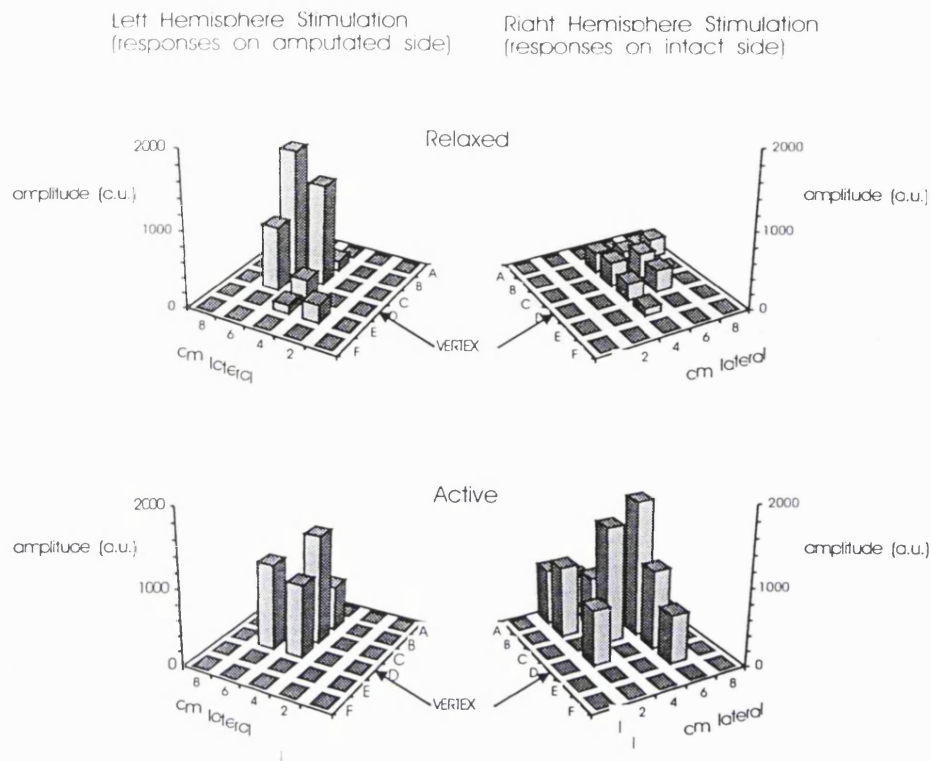 Left Hemisphere Stimulation
(responses on amputated side)
Right Hemisphere Stimulation
(responses on intact side)
Relaxed
2000
amplitude (c.u.)
1000
0
8 6 4 2
cm lateral
A
B
C
D
E
F
VERTEX
2000
amplitude (a.u.)
1000
0
A
B
C
D
E
F
2 4 6 8
cm lateral
Active
2000
amplitude (a.u.)
1000
0
8 6 4 2
cm lateral
A
B
C
D
E
F
VERTEX
2000
amplitude (a.u.)
1000
0
A
B
C
D
E
F
2 4 6 8
cm lateral